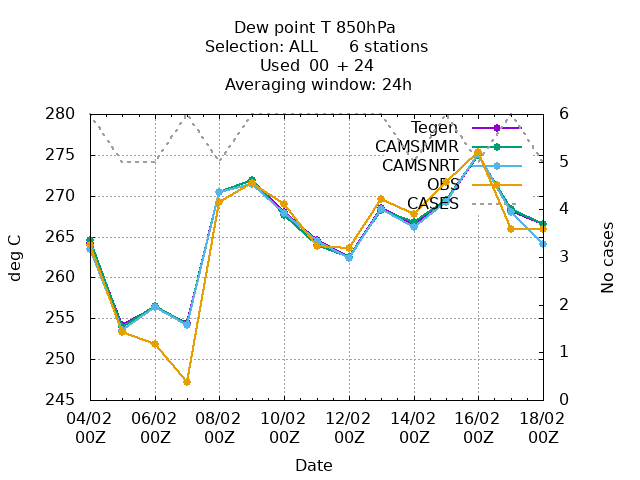 Dew point T 850hPa
Selection: ALL      6 stations
Used  00  + 24
Averaging window: 24h
280
275
270
265
260
255
250
245
deg C
6
5
4
3
2
1
0
No cases
Tegen
CAMSMMR
CAMSNRT
OBS
CASES
04/02 06/02 08/02 10/02 12/02 14/02 16/02 18/02
00Z 00Z 00Z 00Z 00Z 00Z 00Z 00Z
Date